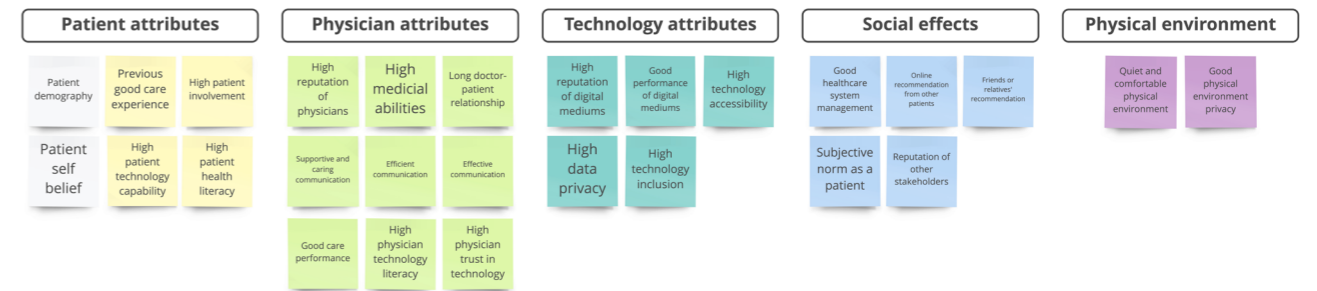 Patient attributes
Physician attributes
Technology attributes
Social effects
Physical environment
Patient
demography
Previous
good care
experience
High patient
involvement
Patient
self
belief
High
patient
technology
capability
High
patient
health
literacy
High
reputation
of
physicians
High
medicial
abilities
Long doctor-
patient
relationship
Supportive and
caring
communication
Efficient
communication
Effective
communication
Good care
performance
High
physician
technology
literacy
High
physician
trust in
technology
High
reputation
of digital
mediums
Good
performance
of digital
mediums
High
technology
accessibility
High
data
privacy
High
technology
inclusion
Good
healthcare
system
management
Online
recommendation
from other
patients
Friends or
relatives'
recommendation
Subjective
norm as a
patient
Reputation of
other
stakeholders
Quiet and
comfortable
physical
environment
Good
physical
environment
privacy